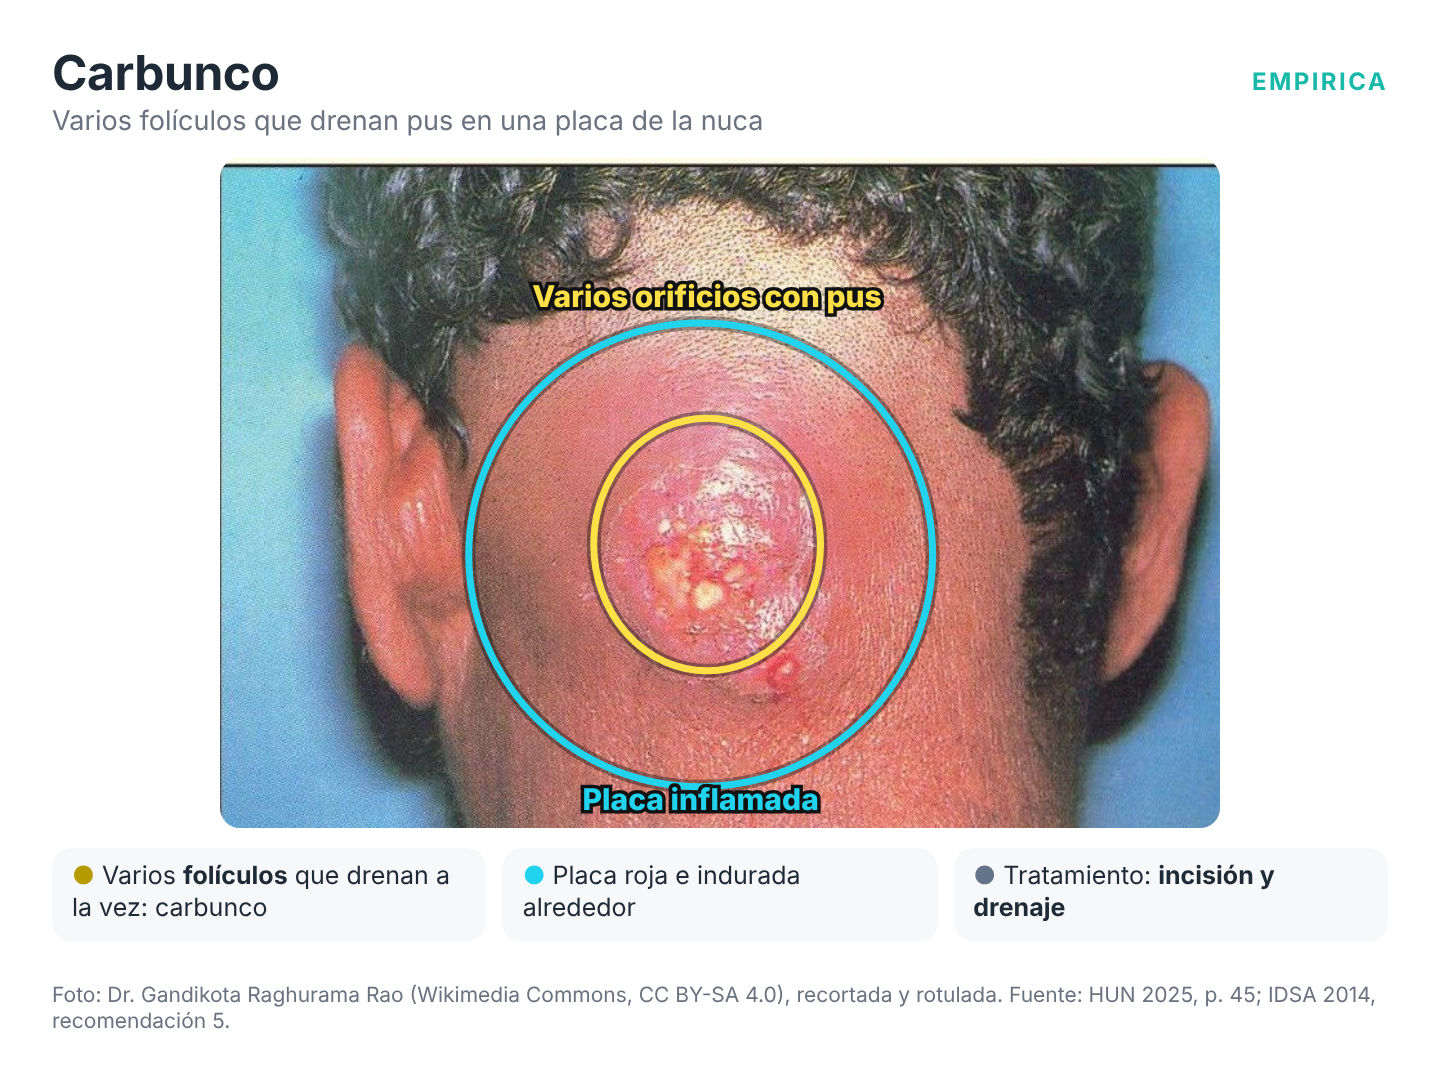 Carbunco
EMPIRICA
Varios folículos que drenan pus en una placa de la nuca
Varios orificios con pus
Placa inflamada
Varios folículos que drenan a
la vez: carbunco
Placa roja e indurada
alrededor
Tratamiento: incisión y
drenaje
Foto: Dr. Gandikota Raghurama Rao (Wikimedia Commons, CC BY-SA 4.0), recortada y rotulada. Fuente: HUN 2025, p. 45; IDSA 2014,
recomendación 5.